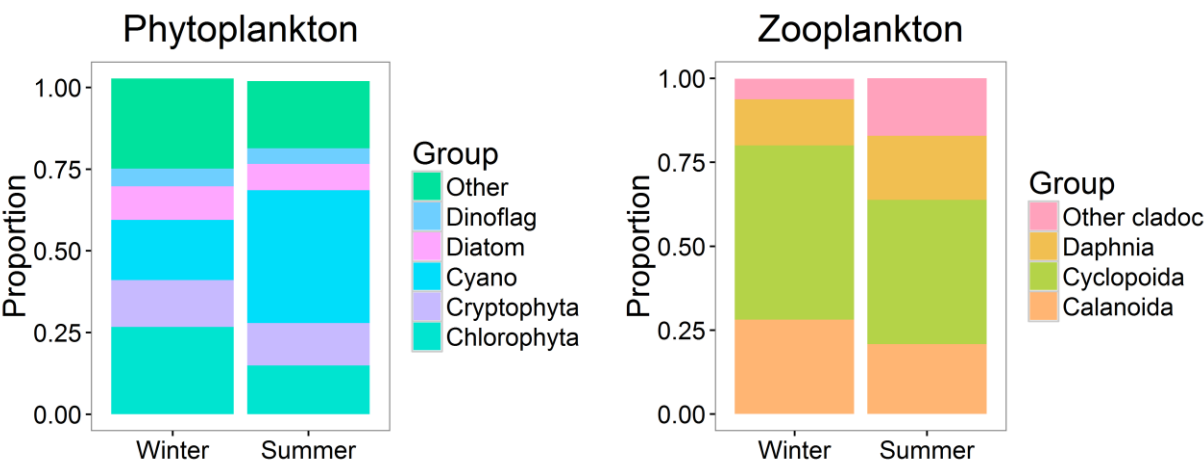 Phytoplankton
Proportion
1.00
0.75
0.50
0.25
0.00
Winter Summer
Group
Other
Dinoflag
Diatom
Cyano
Cryptophyta
Chlorophyta
Zooplankton
Proportion
1.00
0.75
0.50
0.25
0.00
Winter Summer
Group
Other cladoc
Daphnia
Cyclopoida
Calanoida